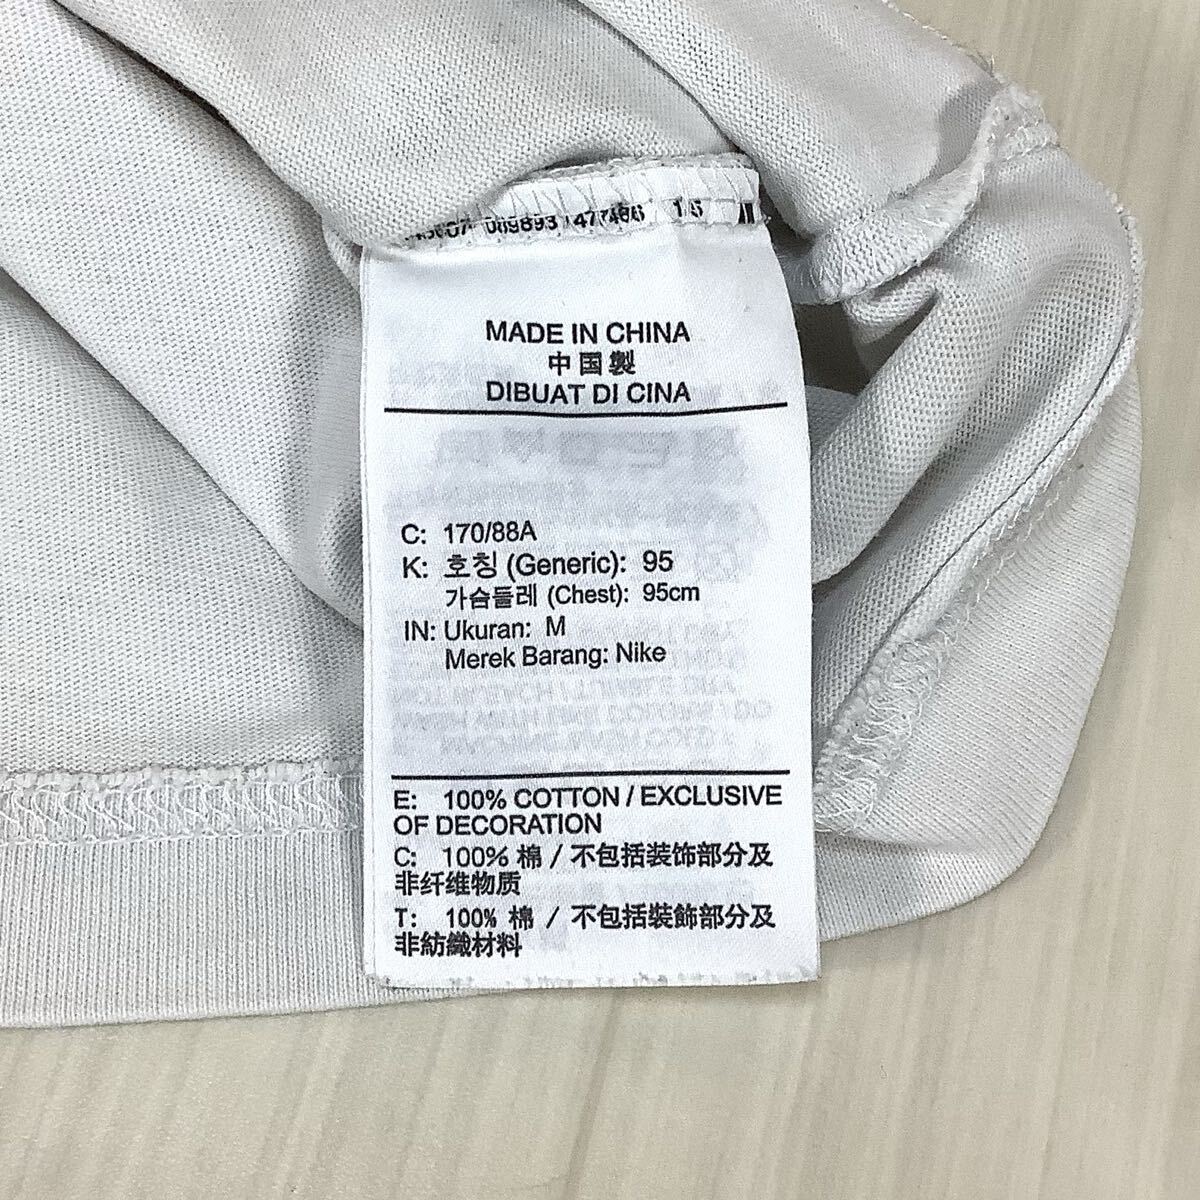 089893
MADE IN CHINA
中国製
DIBUAT DI CINA
C: 170/88A
K: 호칭 (Generic): 95
가슴둘레 (Chest): 95cm
IN: Ukuran: M
Merek Barang: Nike
E: 100% COTTON / EXCLUSIVE
OF DECORATION
C: 100% 棉 / 不包括装饰部分及
非纤维物质
T: 100% 棉 / 不包括裝飾部分及
非紡織材料